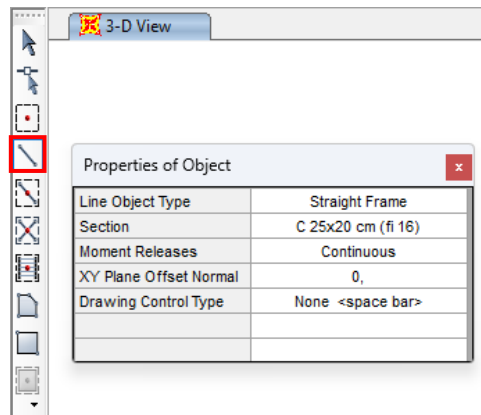 3-D View
Properties of Object
x
Line Object Type Straight Frame
Section C 25x20 cm (fi 16)
Moment Releases Continuous
XY Plane Offset Normal 0,
Drawing Control Type None <space bar>